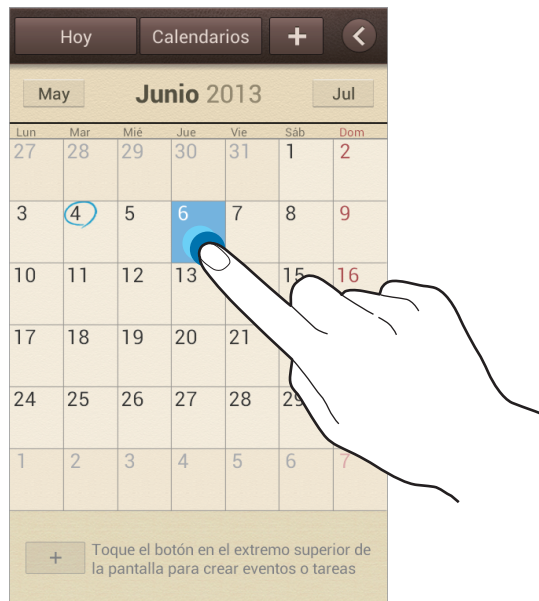 Hoy Calendarios +
May Junio 2013 Jul
Lun Mar Mié Jue Vie Sáb Dom
27 28 29 30 31 1 2
3 4 5 6 7 8 9
10 11 12 13 15 16
17 18 19 20 21
24 25 26 27 28 29
1 2 3 4 5 6 7
+ Toque el botón en el extremo superior de
la pantalla para crear eventos o tareas